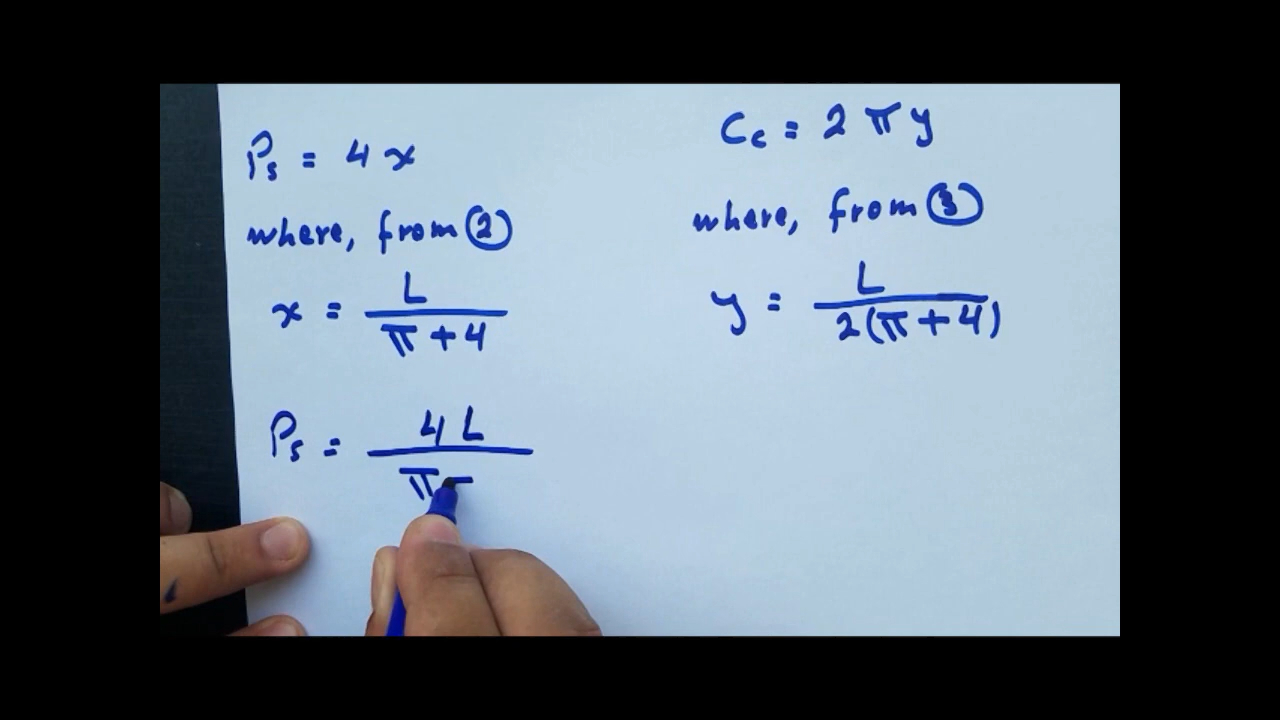 Ps = 4x
where, from ②
x = L / π + 4
Ps = 4L / π -
Cc = 2πy
where, from ③
y = L / 2(π + 4)